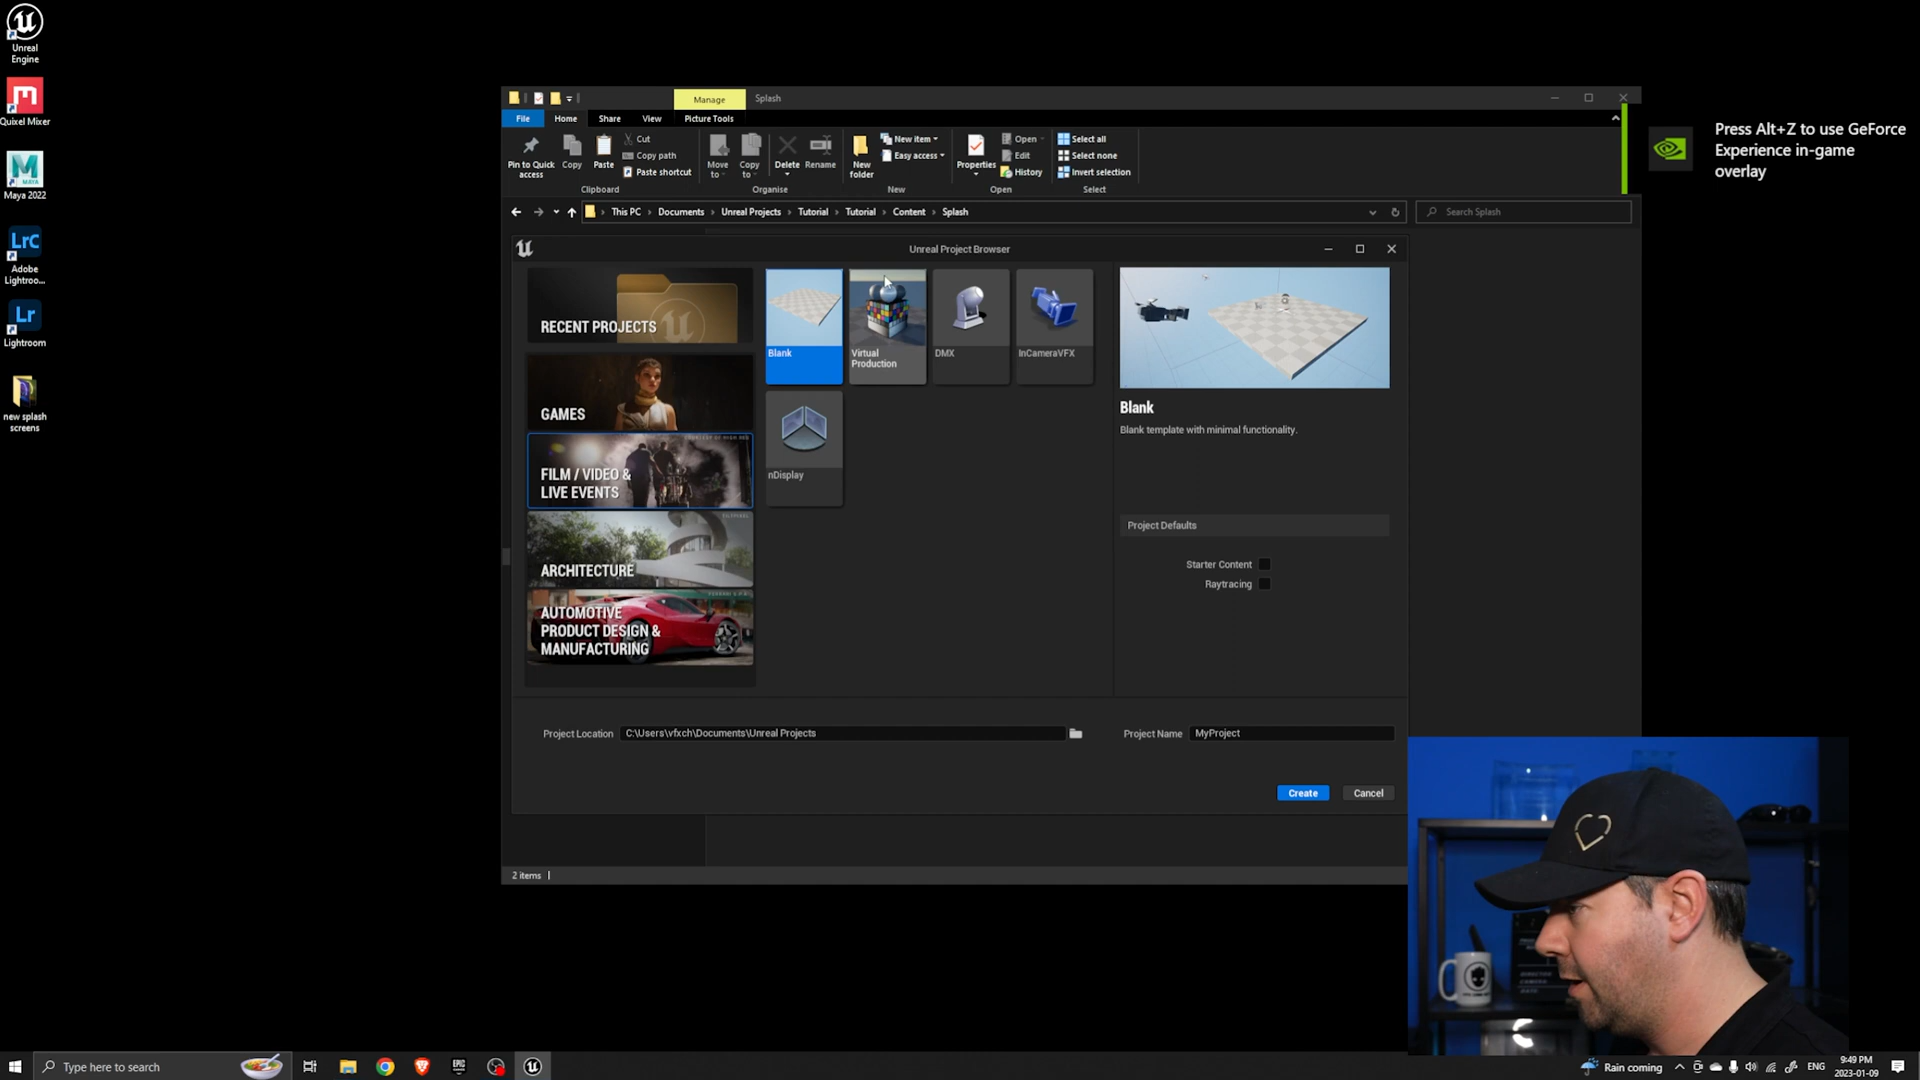 Unreal
Engine
Quixel Mixer
Maya 2022
Adobe
Lightroo...
Lightroom
new splash
screens
Manage
Splash
File
Home
Share
View
Picture Tools
Pin to Quick
access
Copy
Paste
Cut
Copy path
Paste shortcut
Clipboard
Move
to
Copy
to
Delete
Rename
Organise
New
folder
New item
Easy access
New
Properties
Open
Edit
History
Open
Select all
Select none
Invert selection
Select
This PC
Documents
Unreal Projects
Tutorial
Tutorial
Content
Splash
Search Splash
Press Alt+Z to use GeForce
Experience in-game
overlay
Unreal Project Browser
RECENT PROJECTS
GAMES
FILM / VIDEO &
LIVE EVENTS
ARCHITECTURE
AUTOMOTIVE
PRODUCT DESIGN &
MANUFACTURING
Blank
Virtual
Production
DMX
InCameraVFX
nDisplay
Blank
Blank template with minimal functionality.
Project Defaults
Starter Content
Raytracing
Project Location
C:\Users\vfxch\Documents\Unreal Projects
Project Name
MyProject
Create
Cancel
2 items
Type here to search
EPIC
Rain coming
ENG
9:49 PM
2023-01-09